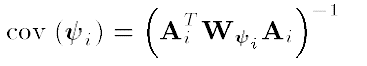 cov (ψ_i) = (A_i^T W_{ψ_i} A_i)^{-1}